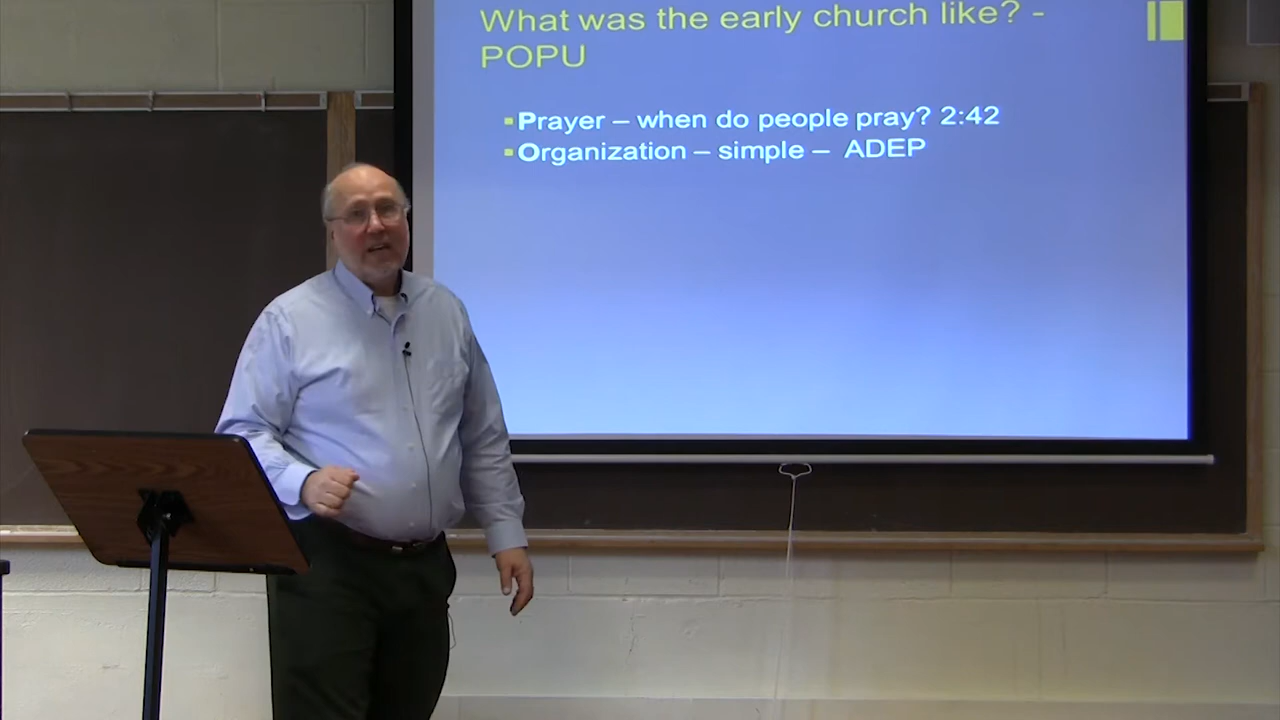 What was the early church like? -
POPU
Prayer – when do people pray? 2:42
Organization – simple – ADEP